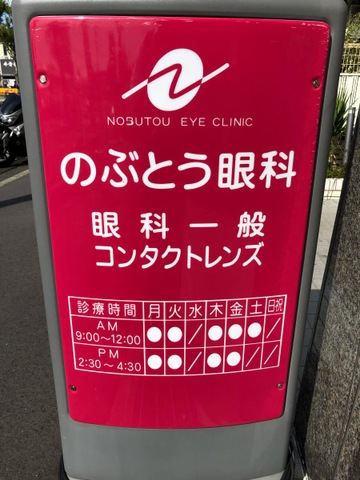 NOBUTOU EYE CLINIC
のぶとう眼科
眼科一般
コンタクトレンズ
診療時間 月 火 水 木 金 土 日祝
AM 9:00〜12:00 ● ● ／ ● ● ● ／
PM 2:30〜4:30 ● ● ／ ● ● ／ ／